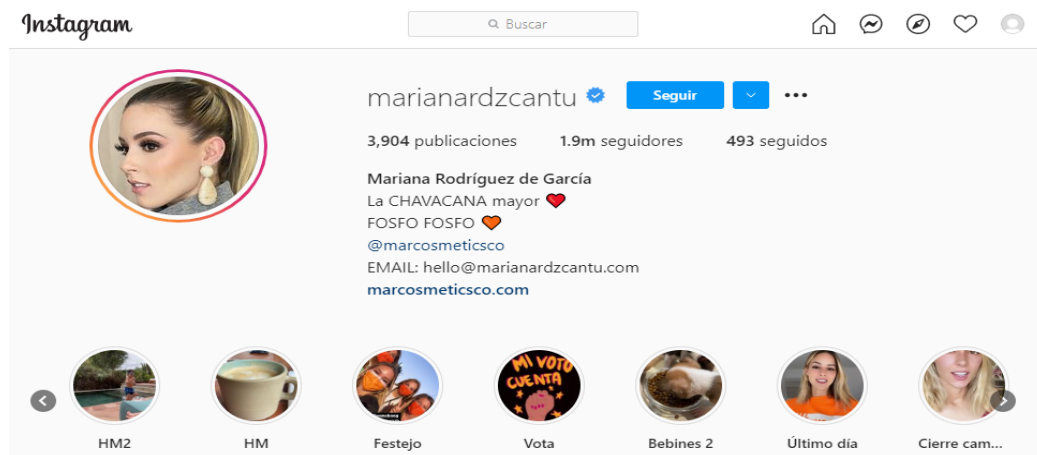 Instagram
Buscar
marianardzcantu Seguir
3,904 publicaciones 1.9m seguidores 493 seguidos
Mariana Rodríguez de García
La CHAVACANA mayor ❤️
FOSFO FOSFO 🧡
@marcosmeticsco
EMAIL: hello@marianardzcantu.com
marcosmeticsco.com
MI VOTO
CUENTA
HM2 HM Festejo Vota Bebines 2 Último día Cierre cam...